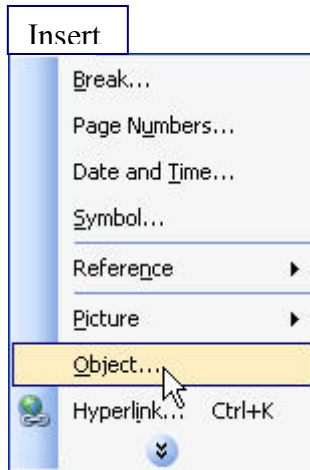 Insert
Break...
Page Numbers...
Date and Time...
Symbol...
Reference
Picture
Object...
Hyperlink... Ctrl+K